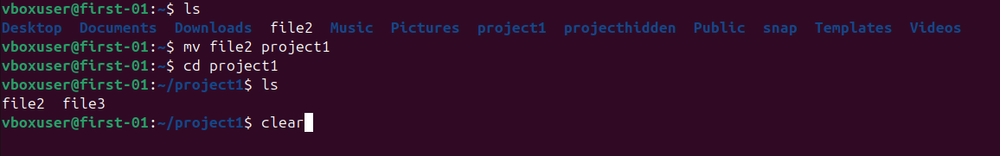 vboxuser@first-01:~$ ls
Desktop  Documents  Downloads  file2  Music  Pictures  project1  projecthidden  Public  snap  Templates  Videos
vboxuser@first-01:~$ mv file2 project1
vboxuser@first-01:~$ cd project1
vboxuser@first-01:~/project1$ ls
file2  file3
vboxuser@first-01:~/project1$ clear